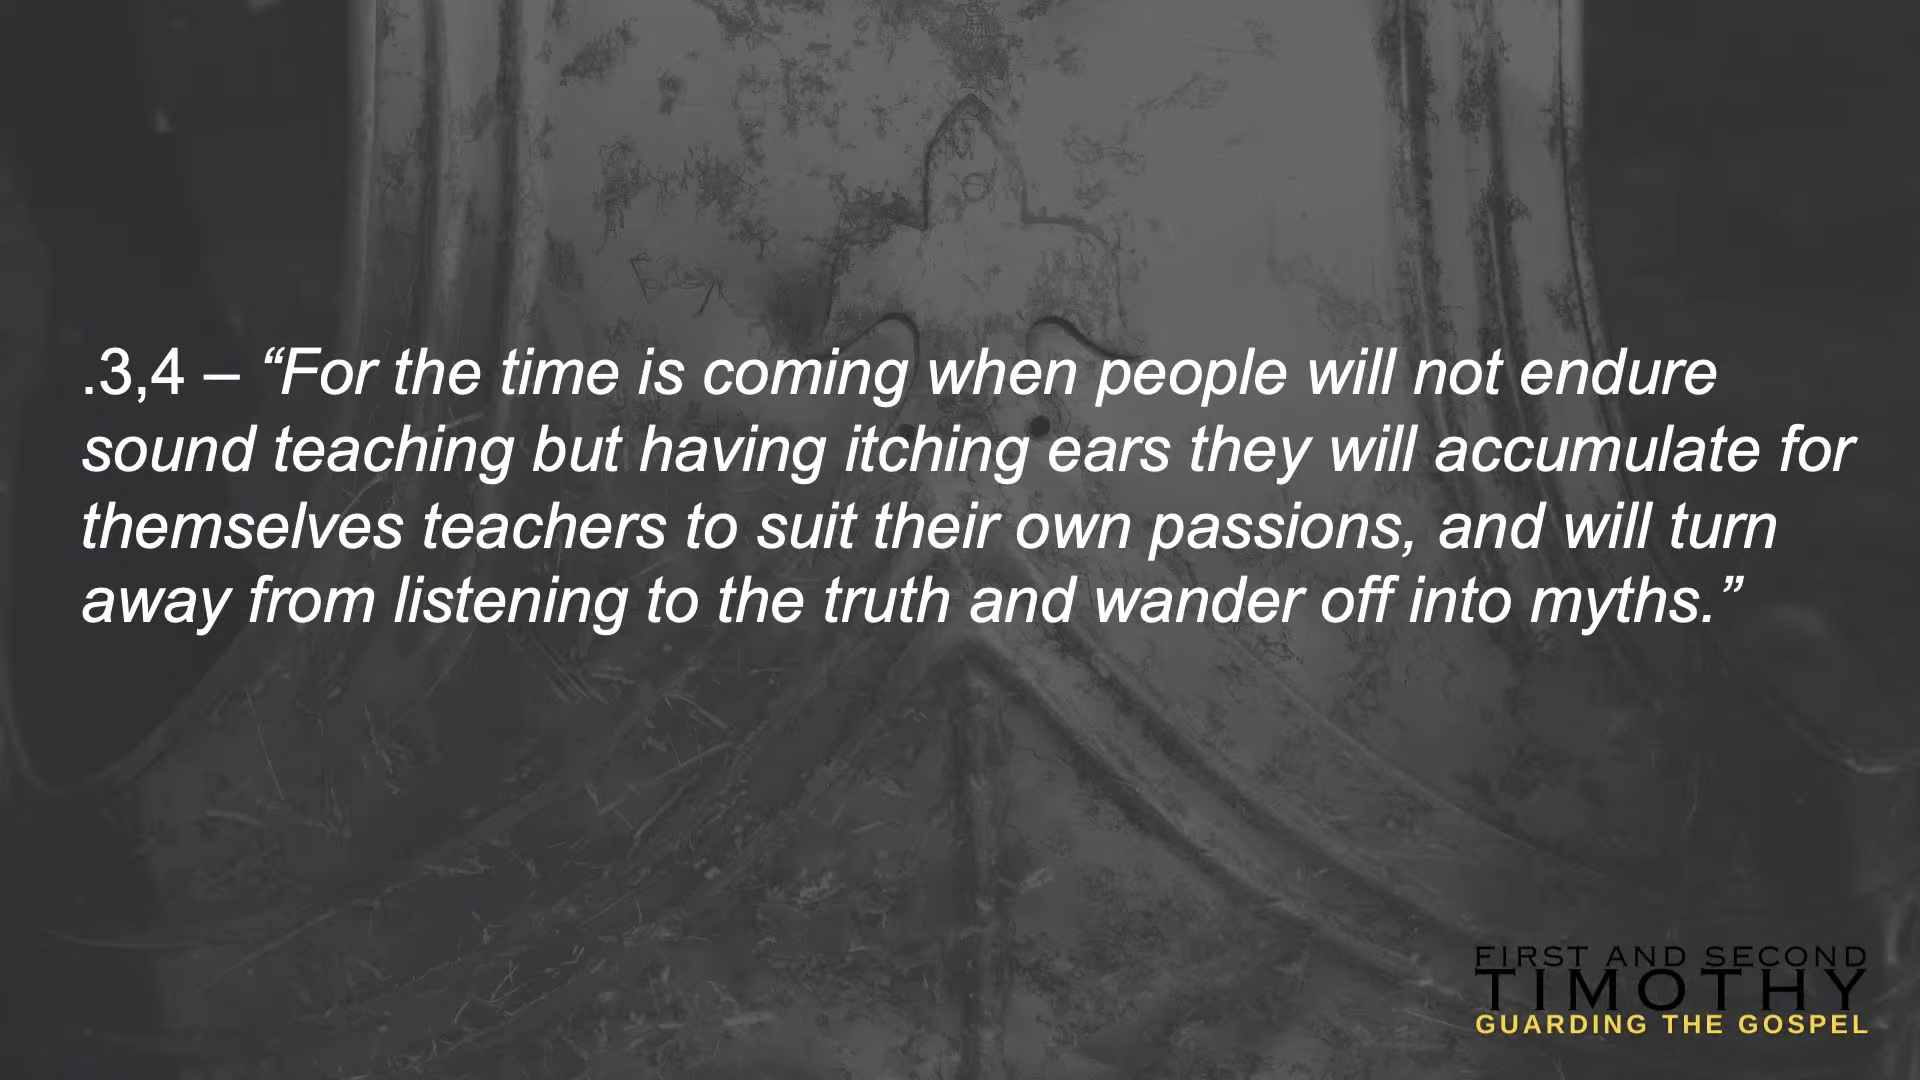 .3,4 – “For the time is coming when people will not endure
sound teaching but having itching ears they will accumulate for
themselves teachers to suit their own passions, and will turn
away from listening to the truth and wander off into myths.”
FIRST AND SECOND
TIMOTHY
GUARDING THE GOSPEL